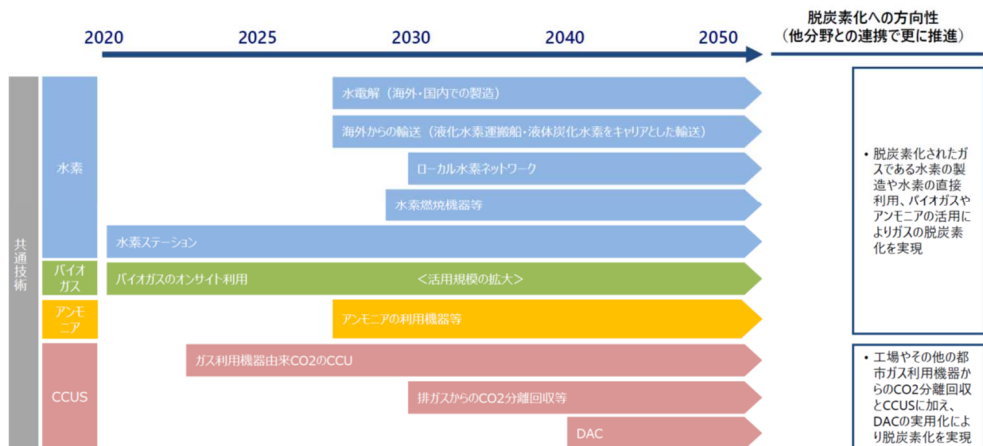 脱炭素化への方向性
（他分野との連携で更に推進）
2020
2025
2030
2040
2050
共通技術
水素
水電解（海外・国内での製造）
海外からの輸送（液化水素運搬船・液体炭化水素をキャリアとした輸送）
ローカル水素ネットワーク
水素燃焼機器等
水素ステーション
バイオ
ガス
バイオガスのオンサイト利用
＜活用規模の拡大＞
アンモ
ニア
アンモニアの利用機器等
CCUS
ガス利用機器由来CO2のCCU
排ガスからのCO2分離回収等
DAC
• 脱炭素化されたガ
スである水素の製
造や水素の直接
利用、バイオガスや
アンモニアの活用に
よりガスの脱炭素
化を実現
• 工場やその他の都
市ガス利用機器か
らのCO2分離回収
とCCUSに加え、
DACの実用化によ
り脱炭素化を実現